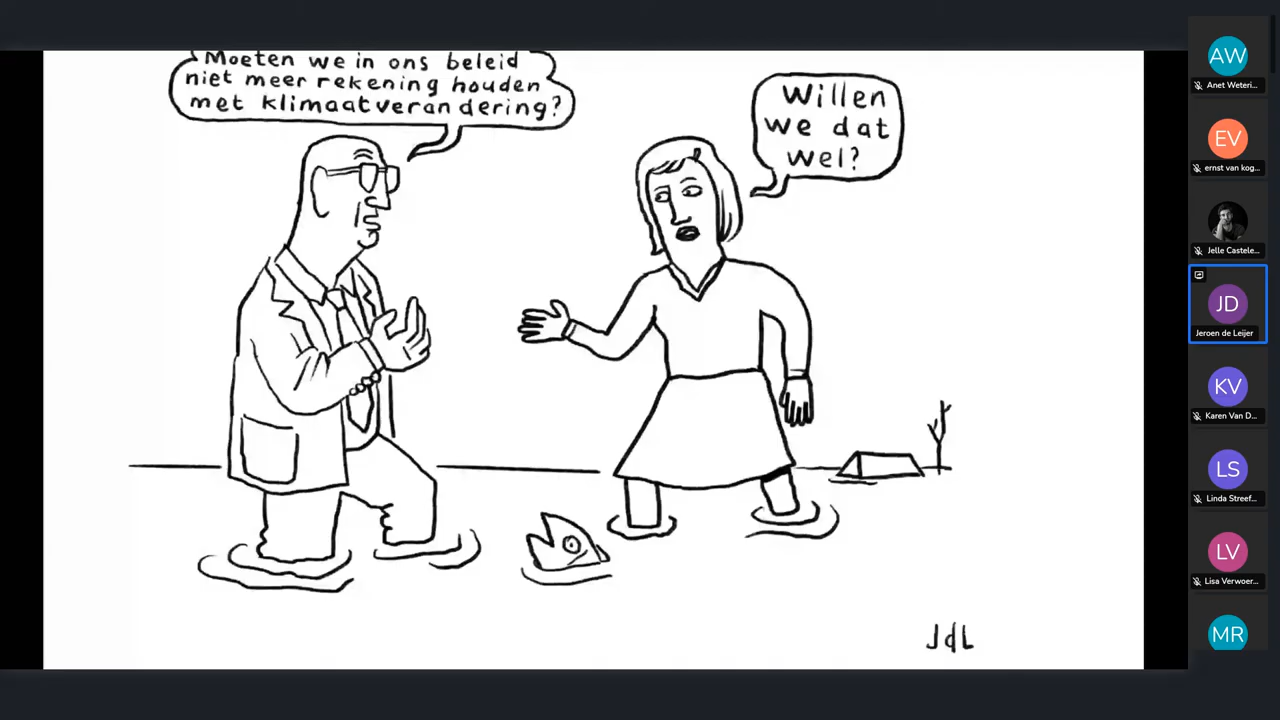 Moeten we in ons beleid
niet meer rekening houden
met klimaatverandering?
Willen
we dat
wel?
JdL
AW
Anet Weteri...
EV
ernst van kog...
Jelle Castele...
JD
Jeroen de Leijer
KV
Karen Van D...
LS
Linda Streef...
LV
Lisa Verwoer...
MR